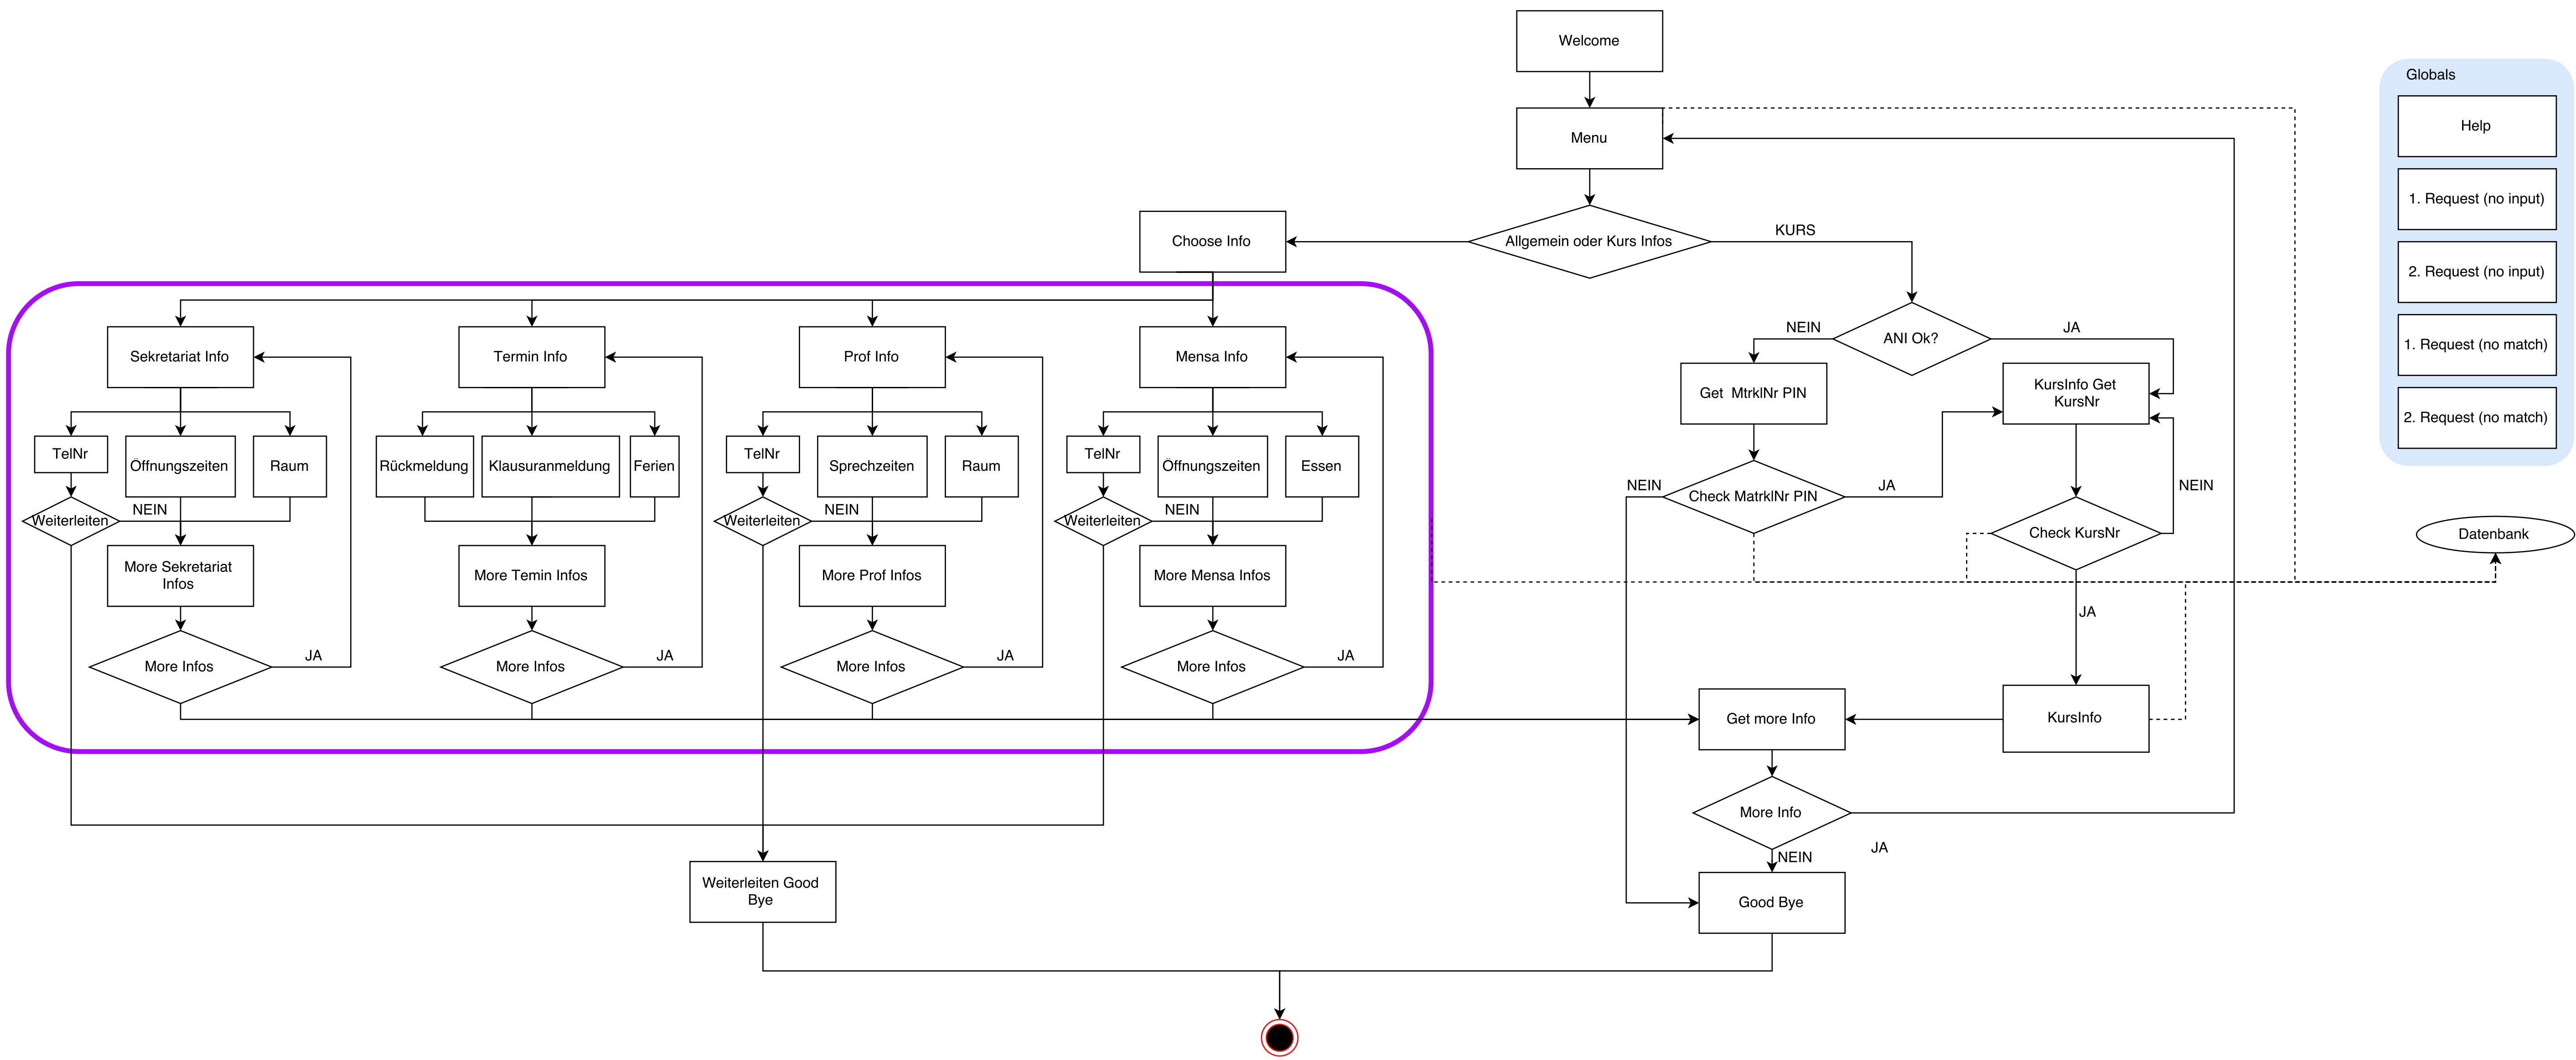 Welcome
Globals
Help
Menu
1. Request (no input)
Allgemein oder Kurs Infos
KURS
Choose Info
2. Request (no input)
NEIN
JA
ANI Ok?
1. Request (no match)
Sekretariat Info
Termin Info
Prof Info
Mensa Info
Get MtrklNr PIN
KursInfo Get
KursNr
2. Request (no match)
TelNr
Öffnungszeiten
Raum
Rückmeldung
Klausuranmeldung
Ferien
TelNr
Sprechzeiten
Raum
TelNr
Öffnungszeiten
Essen
NEIN
Check MatrklNr PIN
JA
NEIN
Weiterleiten
NEIN
Weiterleiten
NEIN
Weiterleiten
NEIN
Check KursNr
Datenbank
More Sekretariat
Infos
More Temin Infos
More Prof Infos
More Mensa Infos
JA
More Infos
JA
More Infos
JA
More Infos
JA
More Infos
JA
Get more Info
KursInfo
More Info
JA
NEIN
Weiterleiten Good
Bye
Good Bye